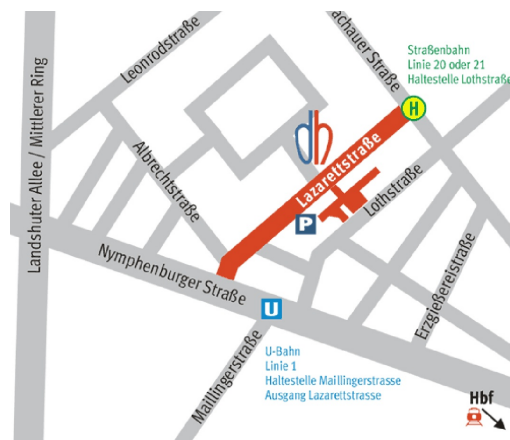 Leonrodstraße
achauer Straße
Straßenbahn
Linie 20 oder 21
Haltestelle Lothstraße
H
Landshuter Allee / Mittlerer Ring
Albrechtstraße
dh
Lazarettstraße
Lothstraße
P
Nymphenburger Straße
Erzgießereistraße
U
Maillingerstraße
U-Bahn
Linie 1
Haltestelle Maillingerstrasse
Ausgang Lazarettstrasse
Hbf